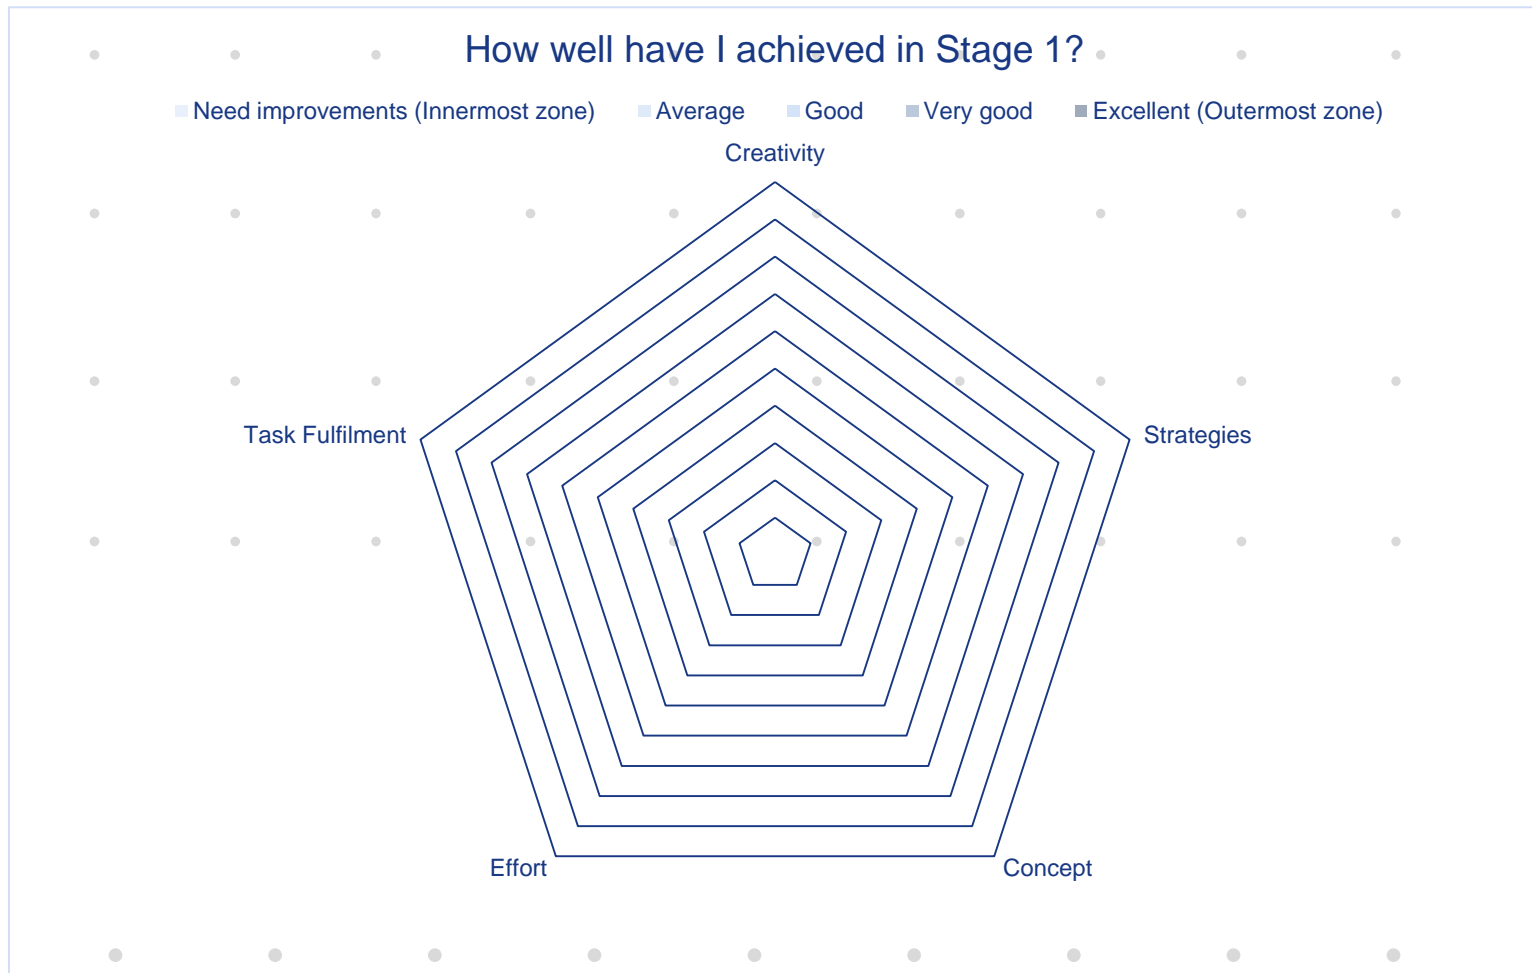 How well have I achieved in Stage 1?
Need improvements (Innermost zone) Average Good Very good Excellent (Outermost zone)
Creativity
Task Fulfilment Strategies
Effort Concept